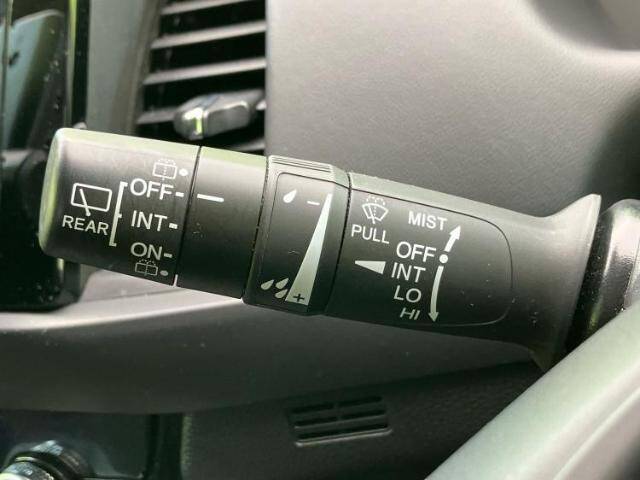 REAR
OFF
INT
ON
-
+
PULL
MIST
OFF
INT
LO
HI